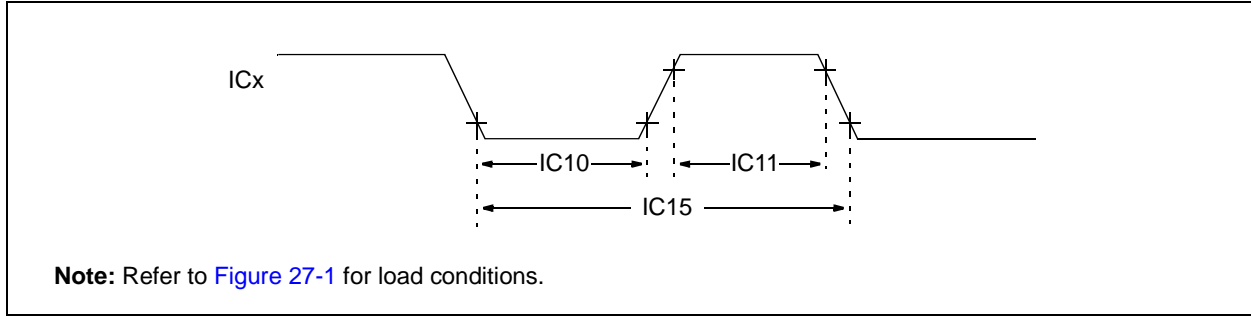 ICx
IC10
IC11
IC15
Note: Refer to Figure 27-1 for load conditions.